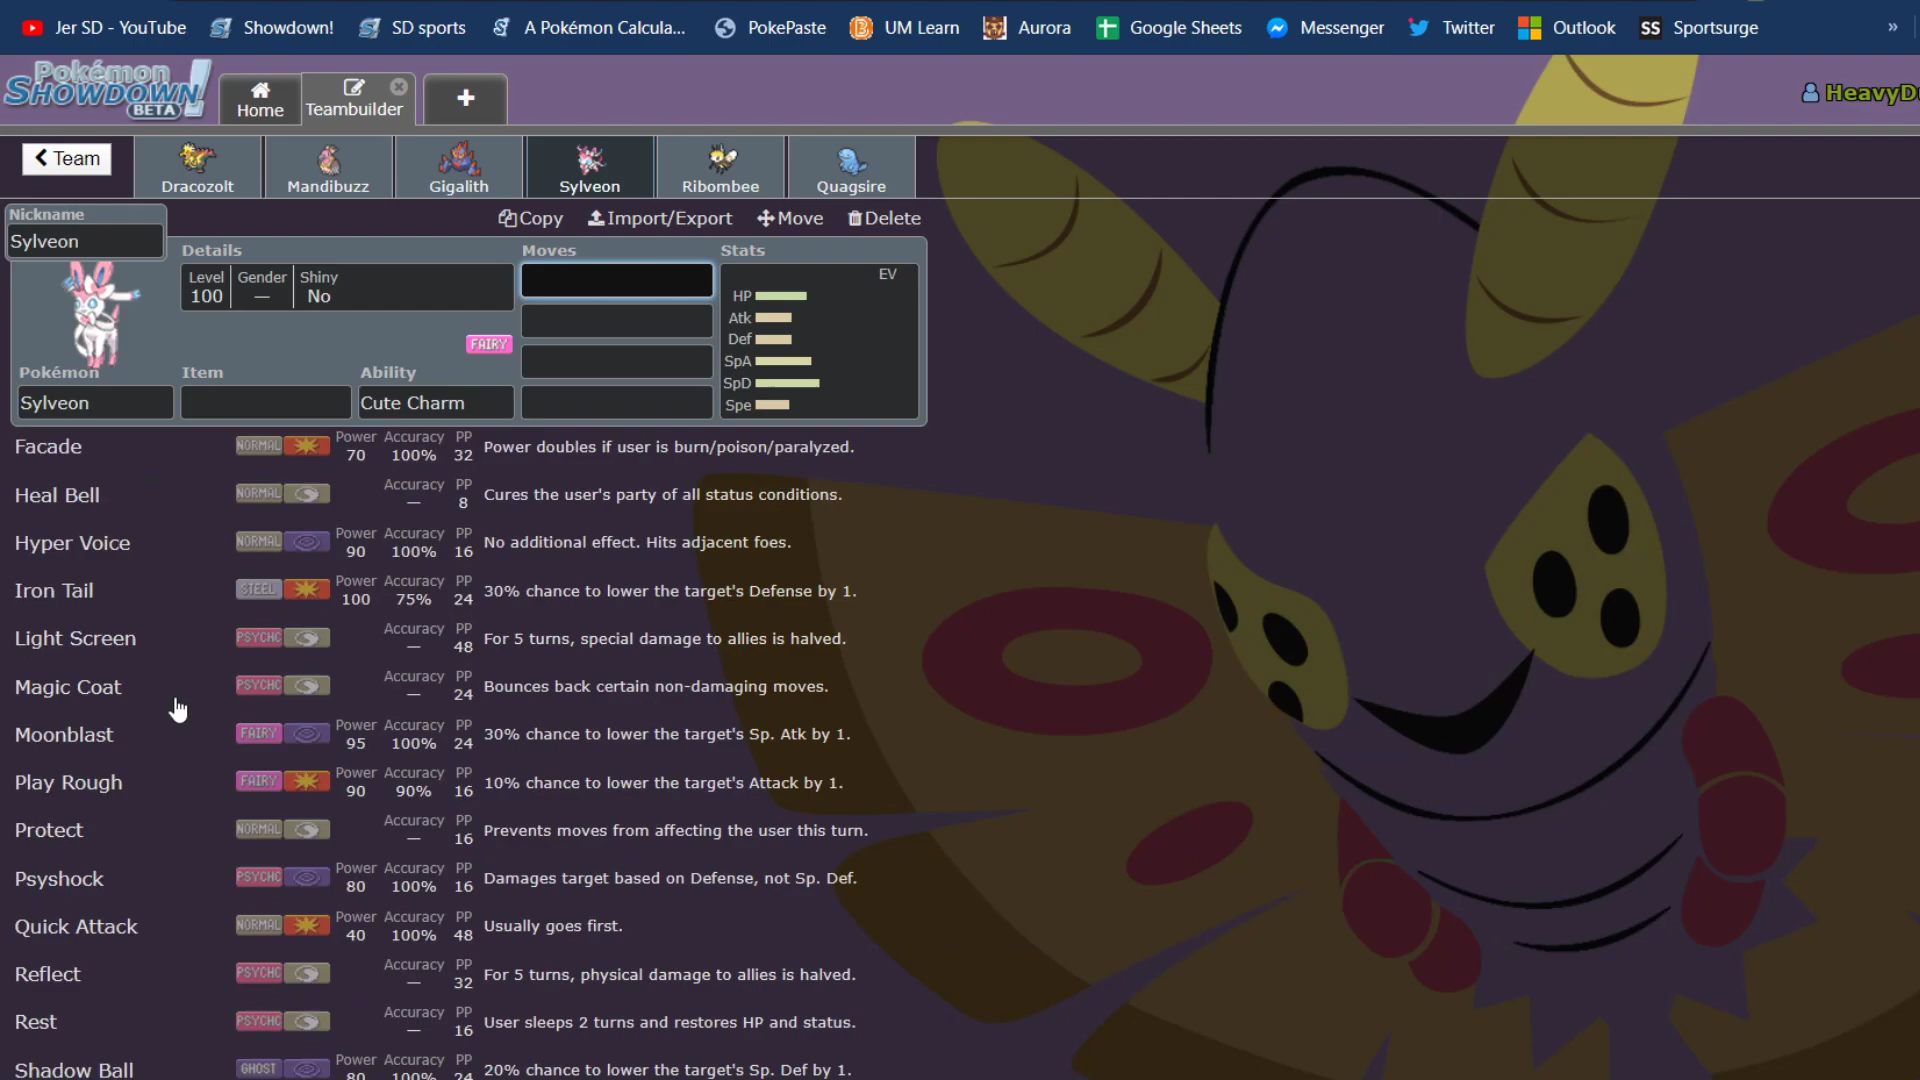 Jer SD - YouTube Showdown! SD sports A Pokémon Calcula... PokePaste UM Learn Aurora Google Sheets Messenger Twitter Outlook SS Sportsurge »
Pokémon Showdown! BETA
Home Teambuilder +
HeavyDu
Team Dracozolt Mandibuzz Gigalith Sylveon Ribombee Quagsire
Copy Import/Export Move Delete
Nickname
Sylveon
Details Moves Stats
Level Gender Shiny
100 — No
EV
HP
Atk
Def
SpA
SpD
Spe
FAIRY
Pokémon Item Ability
Sylveon Cute Charm
Facade NORMAL Power 70 Accuracy 100% PP 32 Power doubles if user is burn/poison/paralyzed.
Heal Bell NORMAL Accuracy — PP 8 Cures the user's party of all status conditions.
Hyper Voice NORMAL Power 90 Accuracy 100% PP 16 No additional effect. Hits adjacent foes.
Iron Tail STEEL Power 100 Accuracy 75% PP 24 30% chance to lower the target's Defense by 1.
Light Screen PSYCHC Accuracy — PP 48 For 5 turns, special damage to allies is halved.
Magic Coat PSYCHC Accuracy — PP 24 Bounces back certain non-damaging moves.
Moonblast FAIRY Power 95 Accuracy 100% PP 24 30% chance to lower the target's Sp. Atk by 1.
Play Rough FAIRY Power 90 Accuracy 90% PP 16 10% chance to lower the target's Attack by 1.
Protect NORMAL Accuracy — PP 16 Prevents moves from affecting the user this turn.
Psyshock PSYCHC Power 80 Accuracy 100% PP 16 Damages target based on Defense, not Sp. Def.
Quick Attack NORMAL Power 40 Accuracy 100% PP 48 Usually goes first.
Reflect PSYCHC Accuracy — PP 32 For 5 turns, physical damage to allies is halved.
Rest PSYCHC Accuracy — PP 16 User sleeps 2 turns and restores HP and status.
Shadow Ball GHOST Power 80 Accuracy 100% PP 24 20% chance to lower the target's Sp. Def by 1.